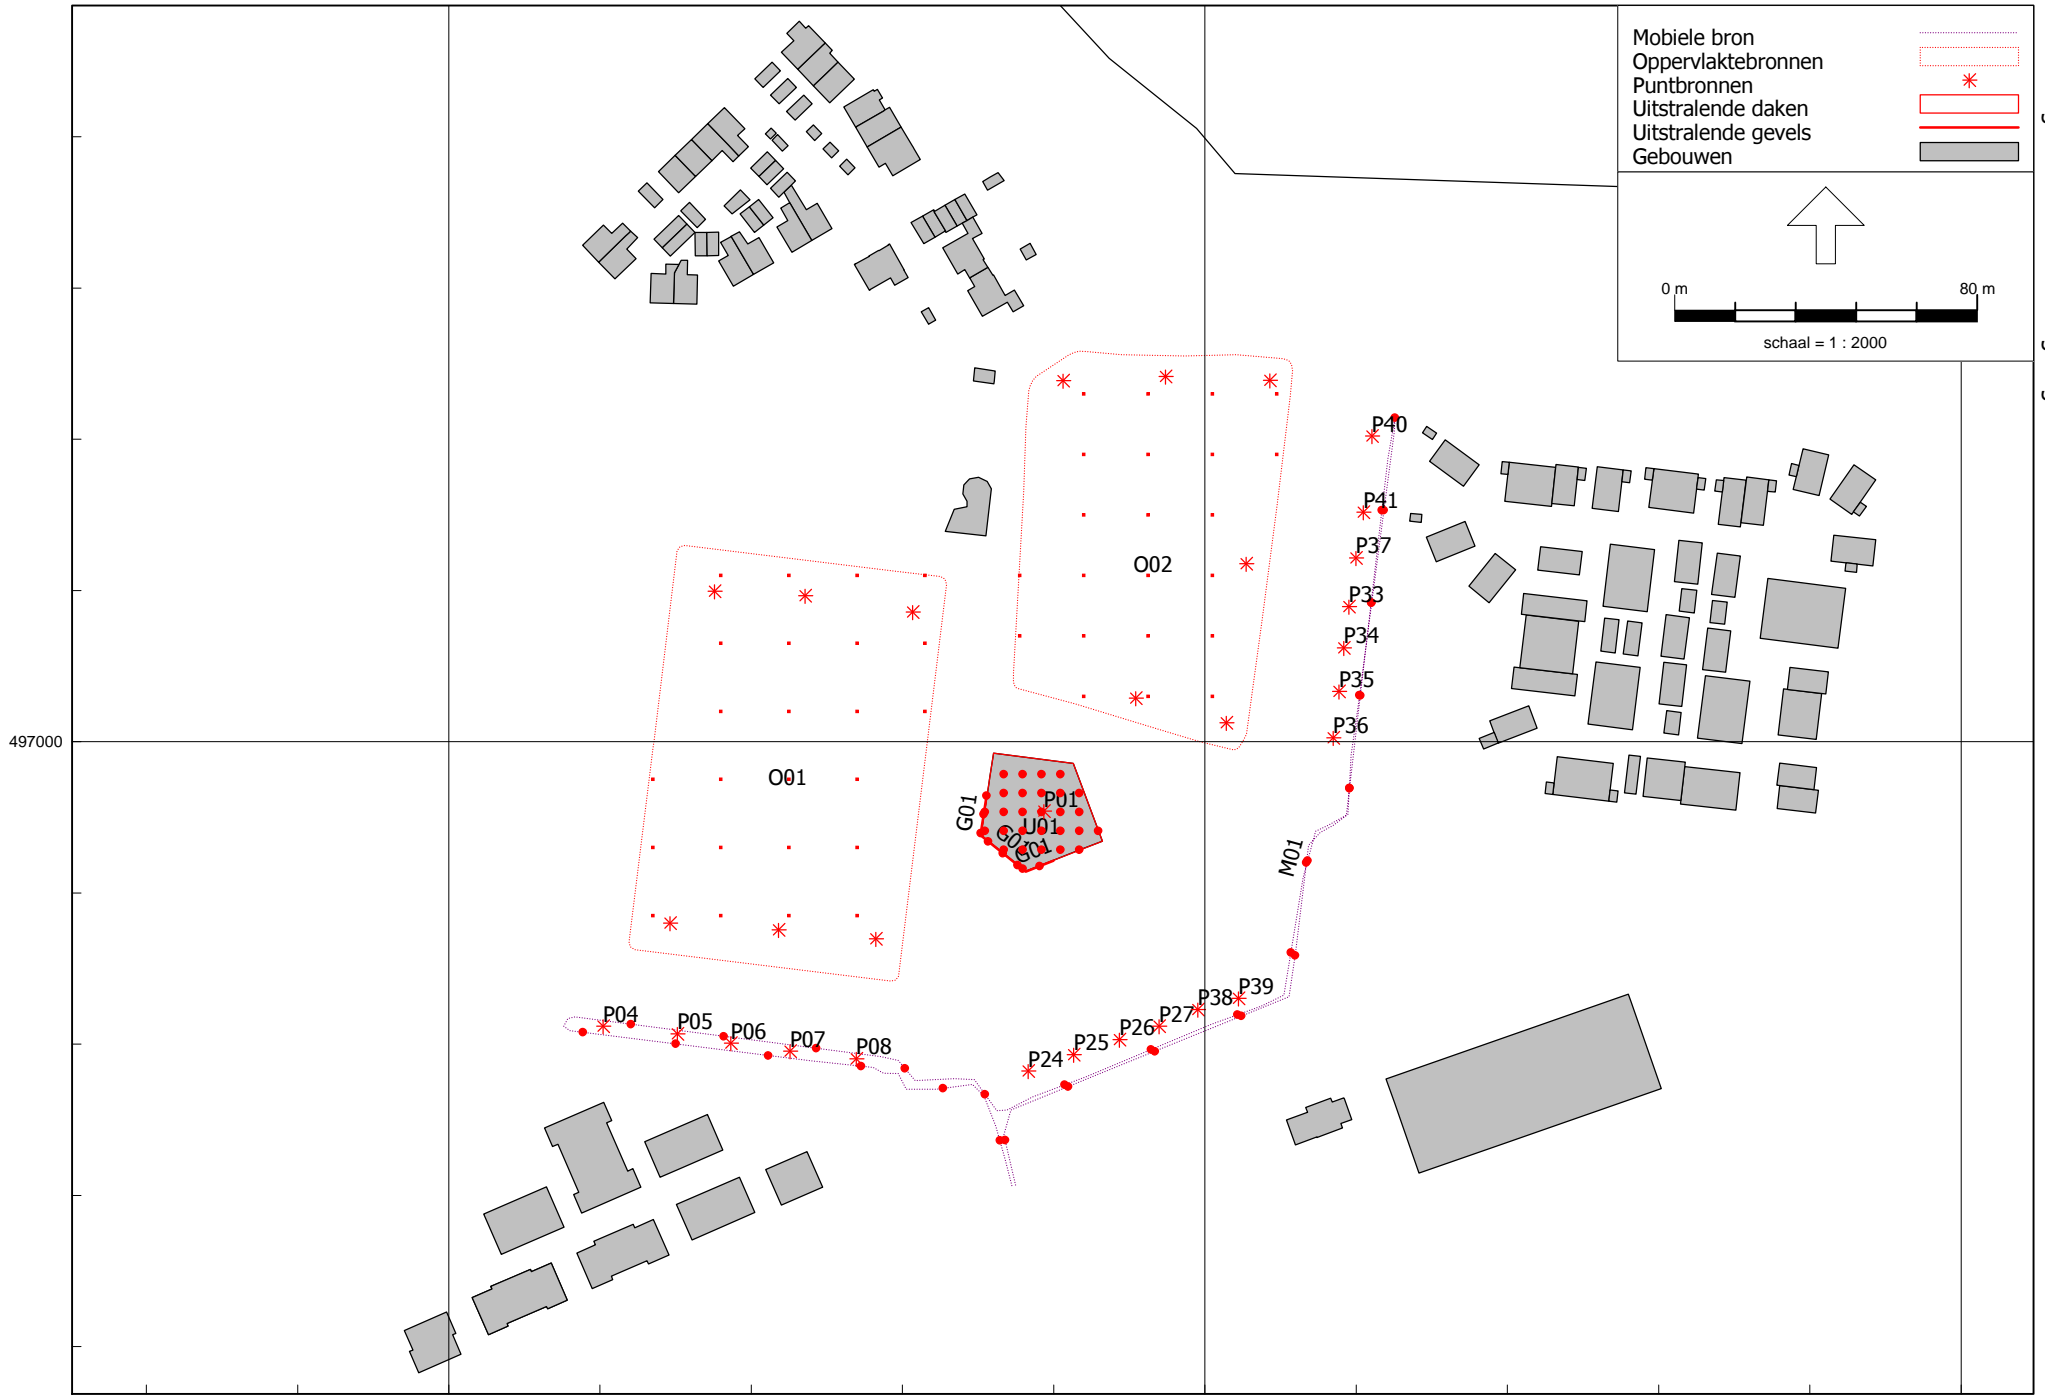 Mobiele bron
Oppervlaktebronnen
Puntbronnen
Uitstralende daken
Uitstralende gevels
Gebouwen
0 m 80 m
schaal = 1 : 2000
P40
P41
P37
O02
P33
P34
P35
P36
497000
O01
G01
P01
U01
G01
G01
M01
P39
P38
P27
P26
P25
P24
P04
P05
P06
P07
P08